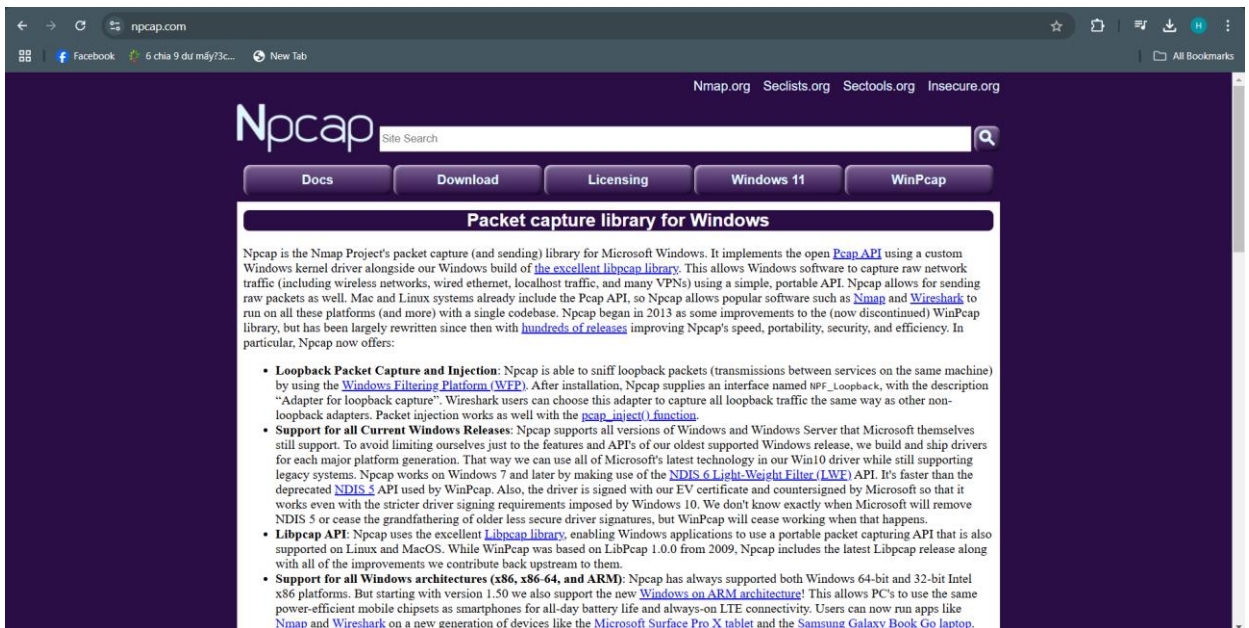 npcap.com
H
Facebook
6 chia 9 dư mấy?3c...
New Tab
All Bookmarks
Nmap.org Seclists.org Sectools.org Insecure.org
Npcap
Site Search
Docs Download Licensing Windows 11 WinPcap
Packet capture library for Windows
Npcap is the Nmap Project's packet capture (and sending) library for Microsoft Windows. It implements the open Pcap API using a custom
Windows kernel driver alongside our Windows build of the excellent libpcap library. This allows Windows software to capture raw network
traffic (including wireless networks, wired ethernet, localhost traffic, and many VPNs) using a simple, portable API. Npcap allows for sending
raw packets as well. Mac and Linux systems already include the Pcap API, so Npcap allows popular software such as Nmap and Wireshark to
run on all these platforms (and more) with a single codebase. Npcap began in 2013 as some improvements to the (now discontinued) WinPcap
library, but has been largely rewritten since then with hundreds of releases improving Npcap's speed, portability, security, and efficiency. In
particular, Npcap now offers:
• Loopback Packet Capture and Injection: Npcap is able to sniff loopback packets (transmissions between services on the same machine)
by using the Windows Filtering Platform (WFP). After installation, Npcap supplies an interface named NPF_Loopback, with the description
“Adapter for loopback capture”. Wireshark users can choose this adapter to capture all loopback traffic the same way as other non-
loopback adapters. Packet injection works as well with the pcap_inject() function.
• Support for all Current Windows Releases: Npcap supports all versions of Windows and Windows Server that Microsoft themselves
still support. To avoid limiting ourselves just to the features and API's of our oldest supported Windows release, we build and ship drivers
for each major platform generation. That way we can use all of Microsoft's latest technology in our Win10 driver while still supporting
legacy systems. Npcap works on Windows 7 and later by making use of the NDIS 6 Light-Weight Filter (LWF) API. It's faster than the
deprecated NDIS 5 API used by WinPcap. Also, the driver is signed with our EV certificate and countersigned by Microsoft so that it
works even with the stricter driver signing requirements imposed by Windows 10. We don't know exactly when Microsoft will remove
NDIS 5 or cease the grandfathering of older less secure driver signatures, but WinPcap will cease working when that happens.
• Libpcap API: Npcap uses the excellent Libpcap library, enabling Windows applications to use a portable packet capturing API that is also
supported on Linux and MacOS. While WinPcap was based on LibPcap 1.0.0 from 2009, Npcap includes the latest Libpcap release along
with all of the improvements we contribute back upstream to them.
• Support for all Windows architectures (x86, x86-64, and ARM): Npcap has always supported both Windows 64-bit and 32-bit Intel
x86 platforms. But starting with version 1.50 we also support the new Windows on ARM architecture! This allows PC's to use the same
power-efficient mobile chipsets as smartphones for all-day battery life and always-on LTE connectivity. Users can now run apps like
Nmap and Wireshark on a new generation of devices like the Microsoft Surface Pro X tablet and the Samsung Galaxy Book Go laptop.